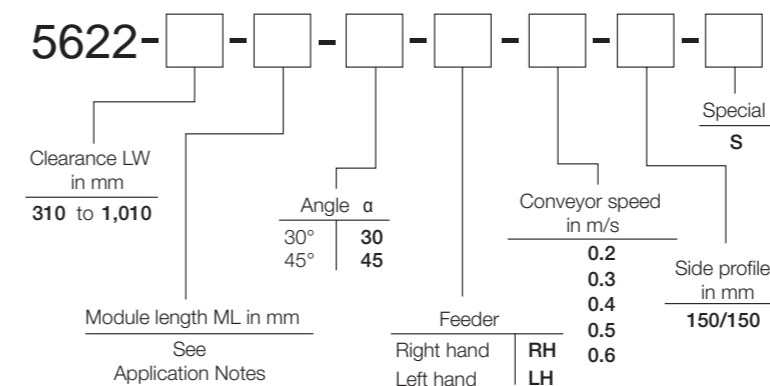 5622- - - - - - -
Special
S
Clearance LW
in mm
310 to 1,010
Angle α
30° 30
45° 45
Conveyor speed
in m/s
0.2
0.3
0.4
0.5
0.6
Side profile
in mm
150/150
Module length ML in mm
See
Application Notes
Feeder
Right hand RH
Left hand LH